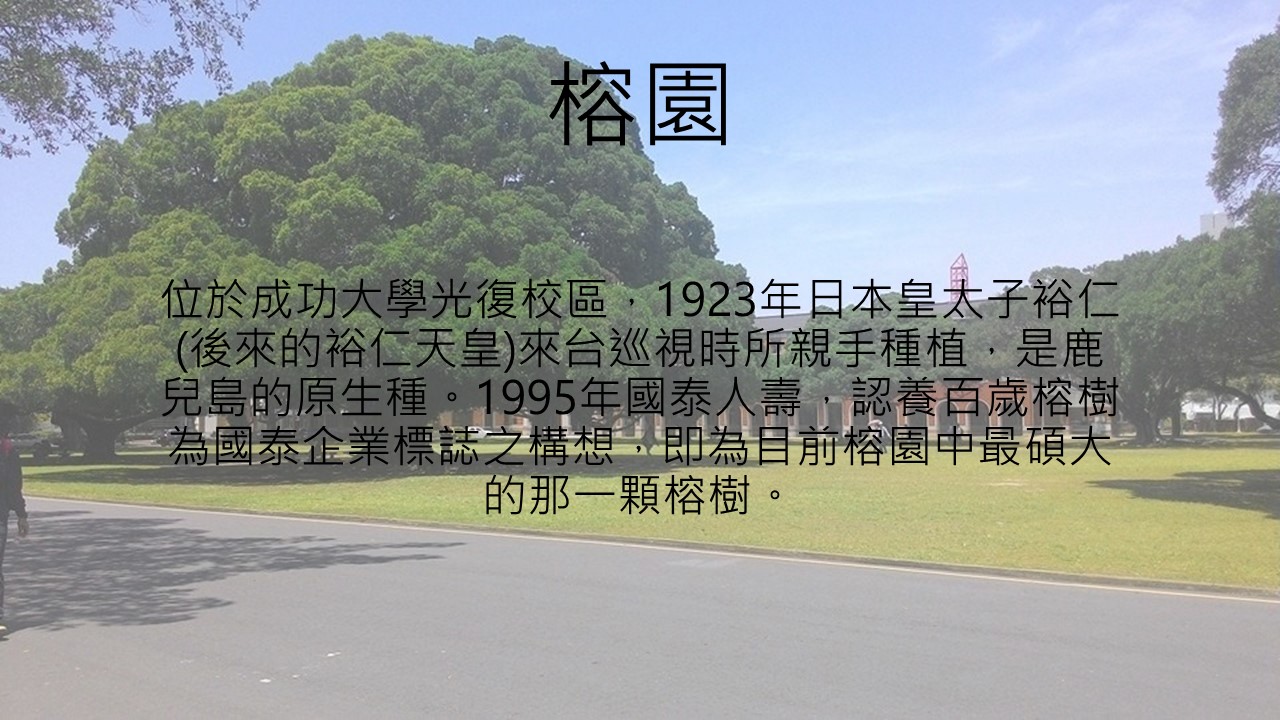 榕園
位於成功大學光復校區，1923年日本皇太子裕仁
(後來的裕仁天皇)來台巡視時所親手種植，是鹿
兒島的原生種。1995年國泰人壽，認養百歲榕樹
為國泰企業標誌之構想，即為目前榕園中最碩大
的那一顆榕樹。